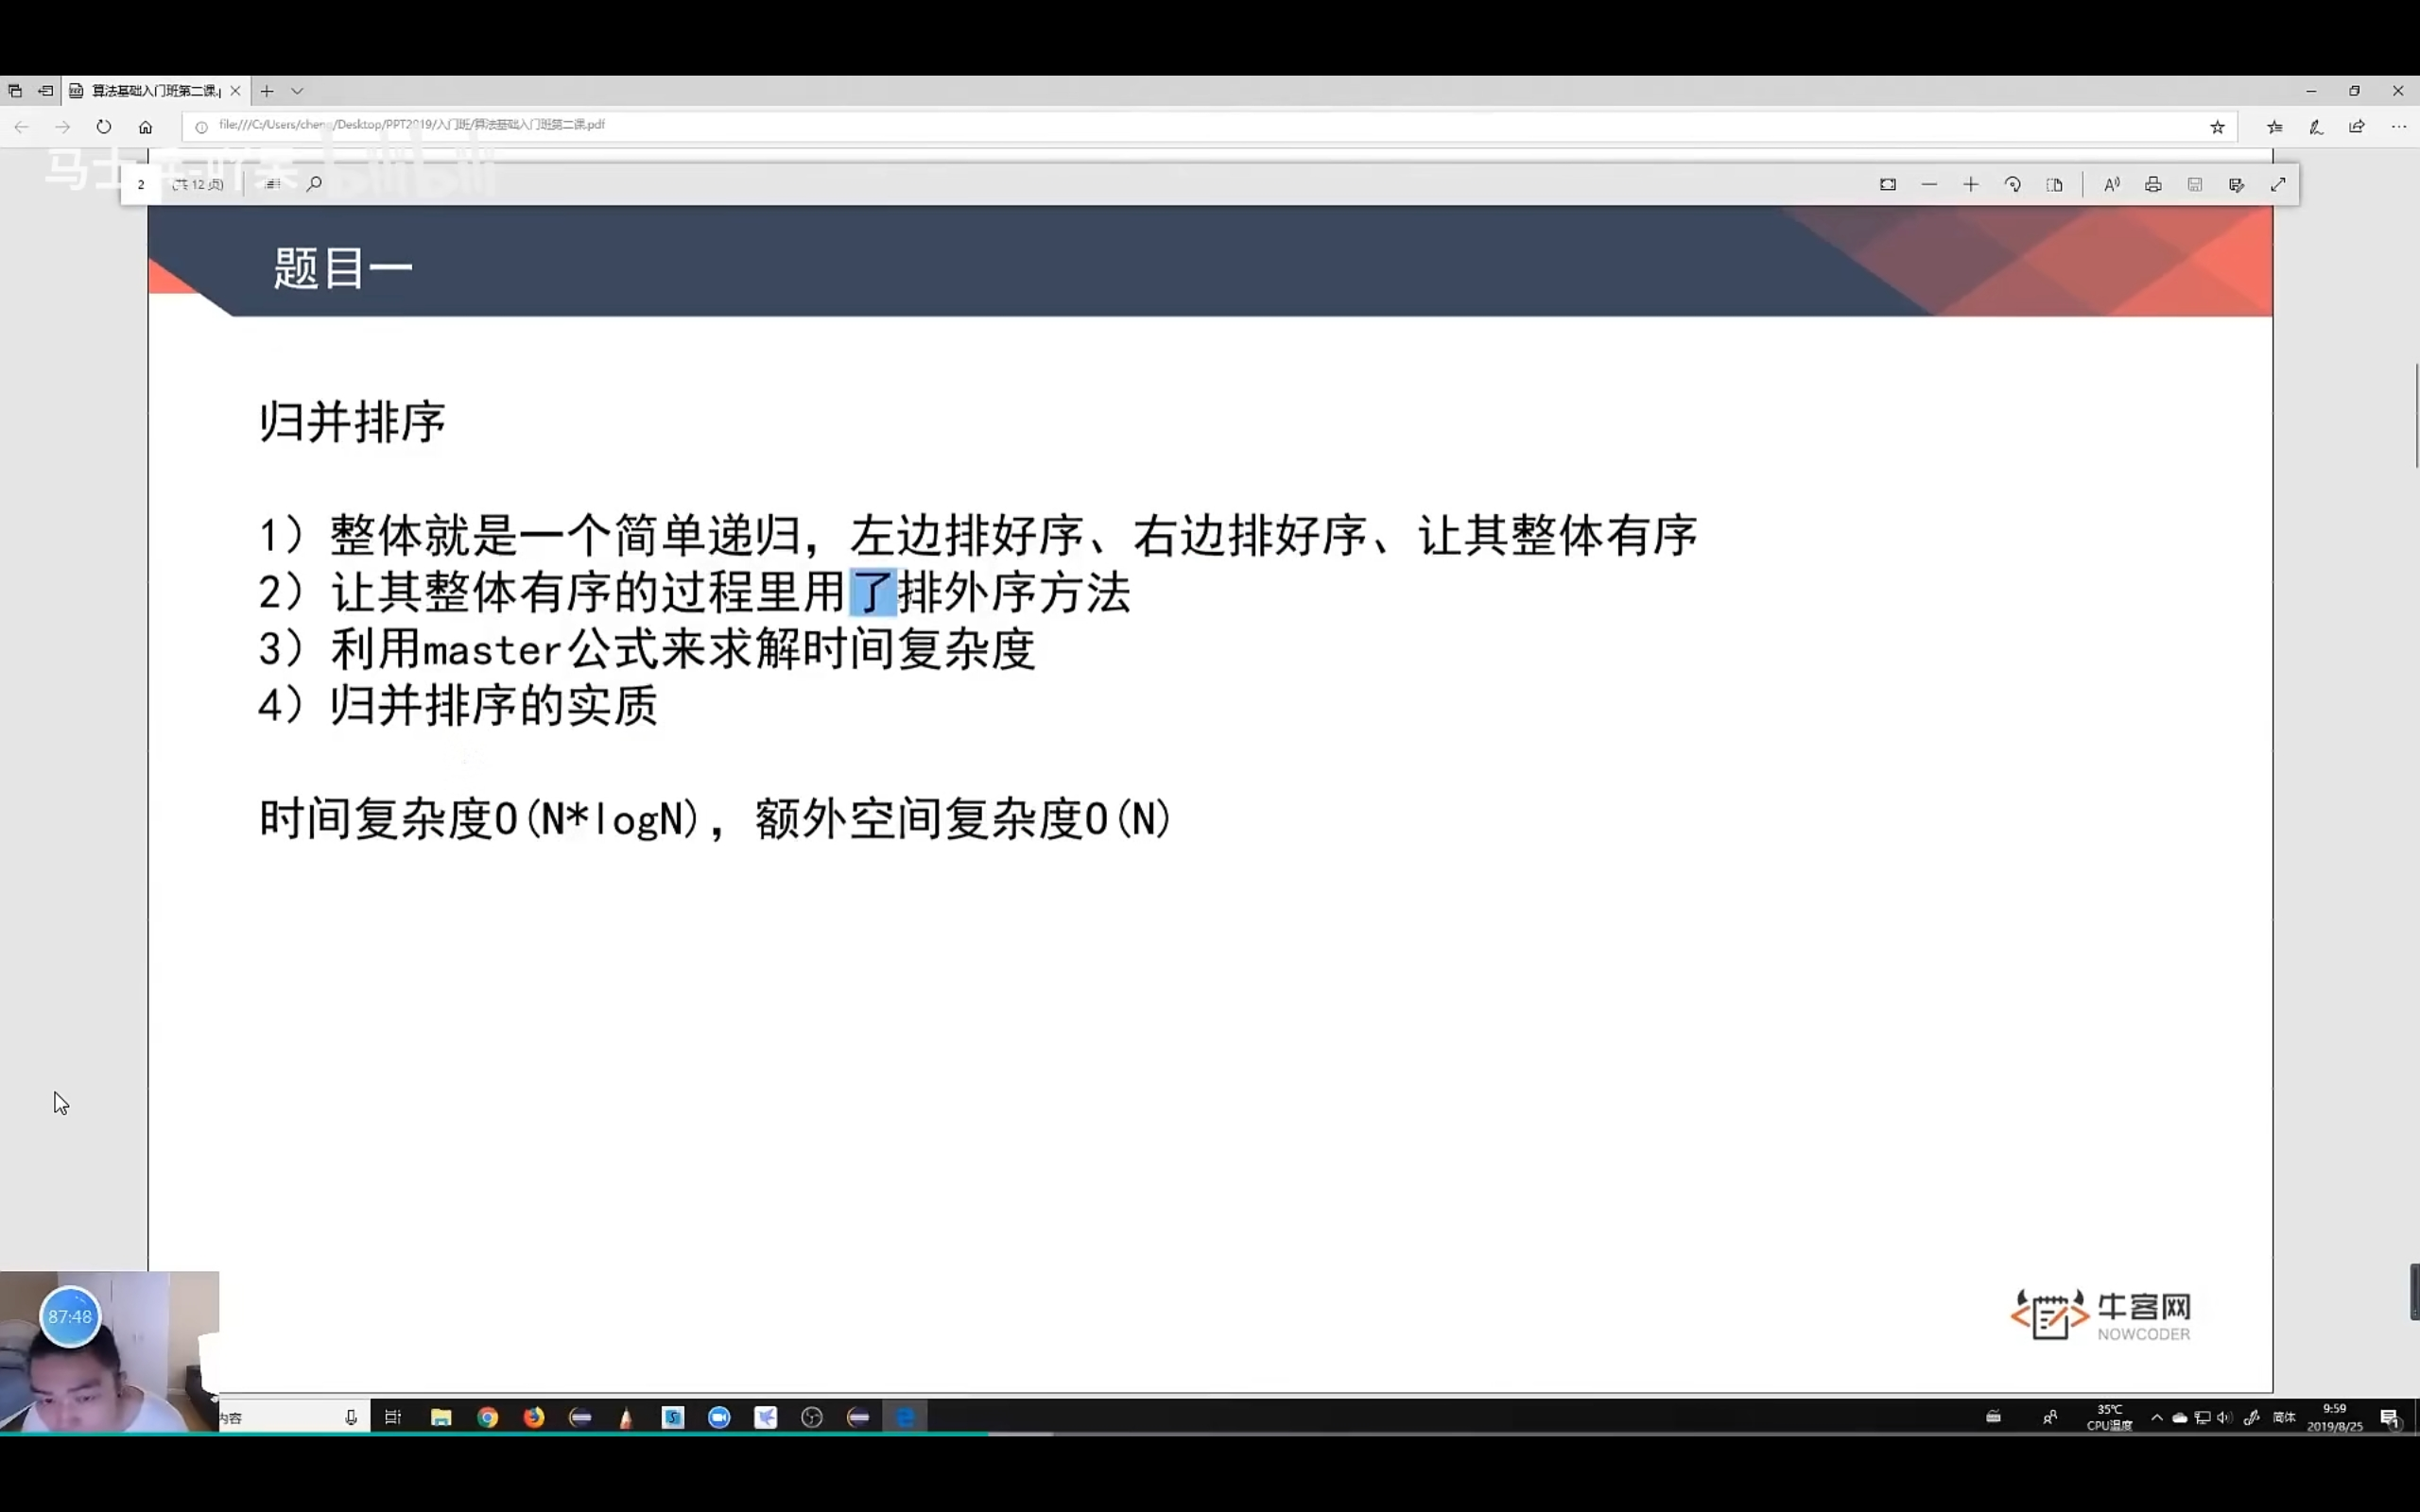 算法基础入门班第二课.
file:///C:/Users/cheng/Desktop/PPT2019/入门班/算法基础入门班第二课.pdf
bilibili
2 (共 12 页)
题目一
归并排序
1）整体就是一个简单递归，左边排好序、右边排好序、让其整体有序
2）让其整体有序的过程里用了排外序方法
3）利用master公式来求解时间复杂度
4）归并排序的实质
时间复杂度O(N*logN)，额外空间复杂度O(N)
牛客网
NOWCODER
87:48
内容
35℃
CPU温度
简体
9:59
2019/8/25
1